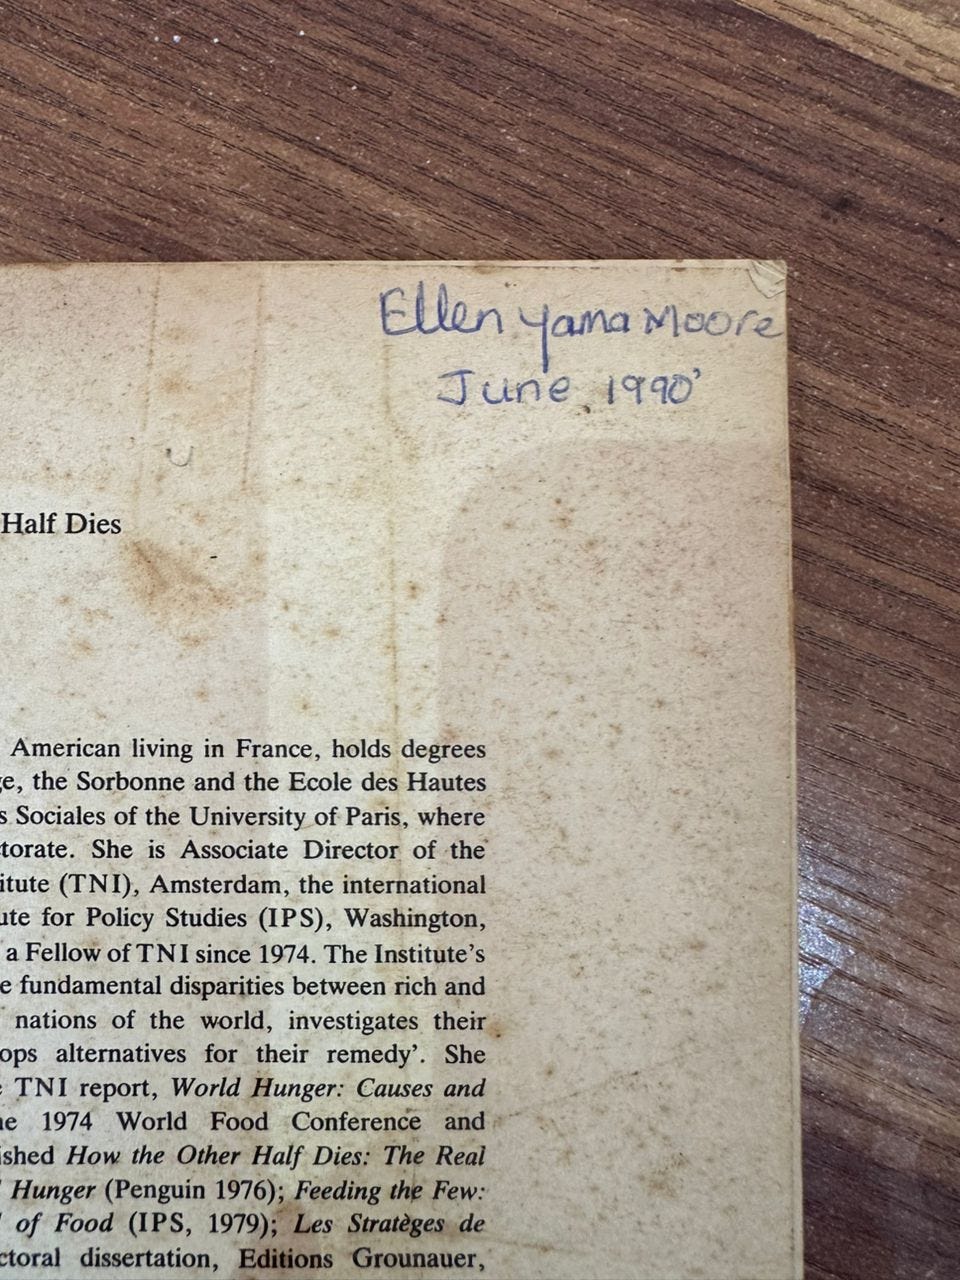 Ellen Yama Moore
June 1990'
Half Dies
American living in France, holds degrees
ge, the Sorbonne and the Ecole des Hautes
s Sociales of the University of Paris, where
torate. She is Associate Director of the
itute (TNI), Amsterdam, the international
ute for Policy Studies (IPS), Washington,
a Fellow of TNI since 1974. The Institute's
e fundamental disparities between rich and
nations of the world, investigates their
ops alternatives for their remedy'. She
TNI report, World Hunger: Causes and
ne 1974 World Food Conference and
ished How the Other Half Dies: The Real
Hunger (Penguin 1976); Feeding the Few:
of Food (IPS, 1979); Les Stratèges de
ctoral dissertation, Editions Grounauer,